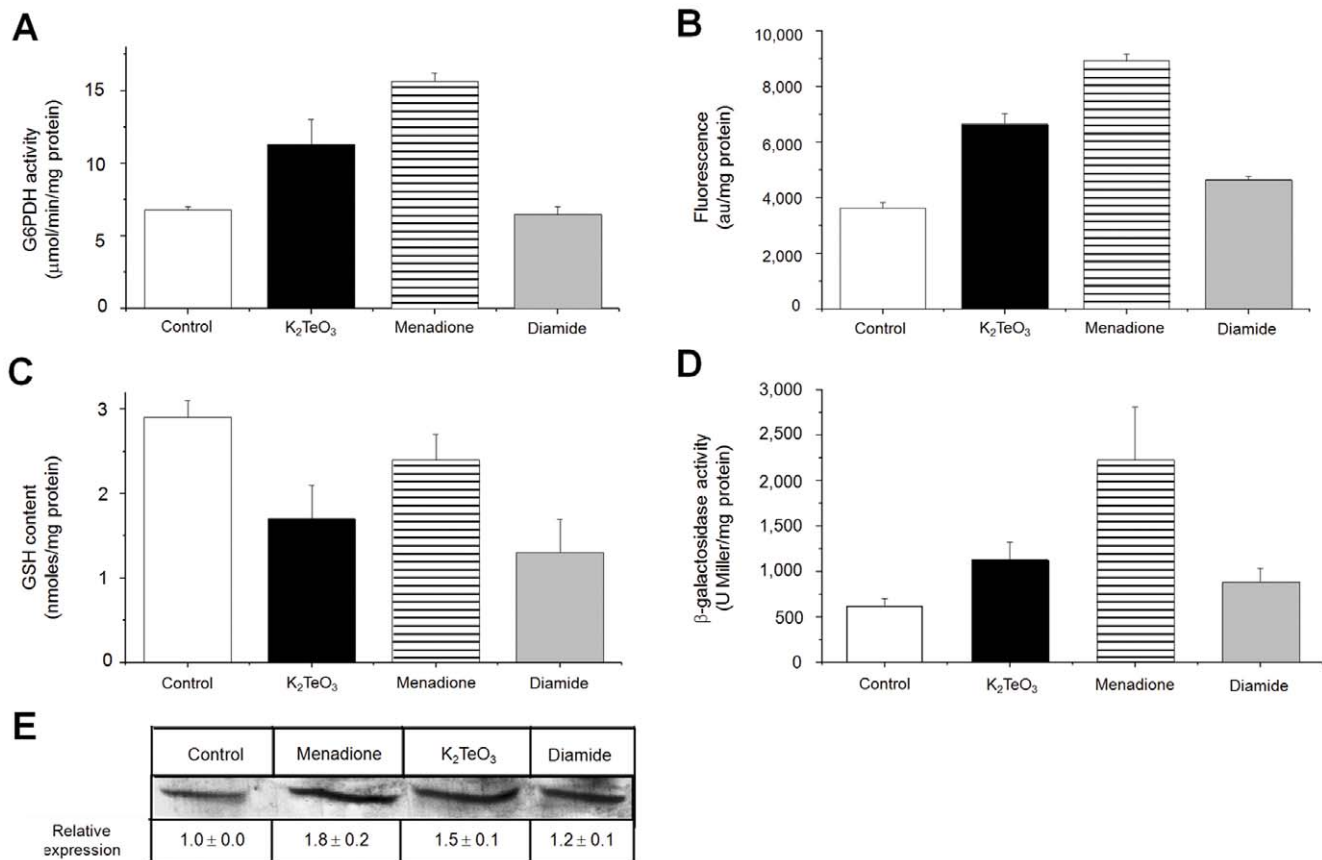 A
G6PDH activity
(μmol/min/mg protein)
15
10
5
0
Control
K₂TeO₃
Menadione
Diamide
B
Fluorescence
(au/mg protein)
10,000
8,000
6,000
4,000
2,000
0
Control
K₂TeO₃
Menadione
Diamide
C
GSH content
(nmoles/mg protein)
3
2
1
0
Control
K₂TeO₃
Menadione
Diamide
D
β-galactosidase activity
(U Miller/mg protein)
3,000
2,500
2,000
1,500
1,000
500
0
Control
K₂TeO₃
Menadione
Diamide
E
Control Menadione K₂TeO₃ Diamide
Relative
expression
1.0 ± 0.0 1.8 ± 0.2 1.5 ± 0.1 1.2 ± 0.1